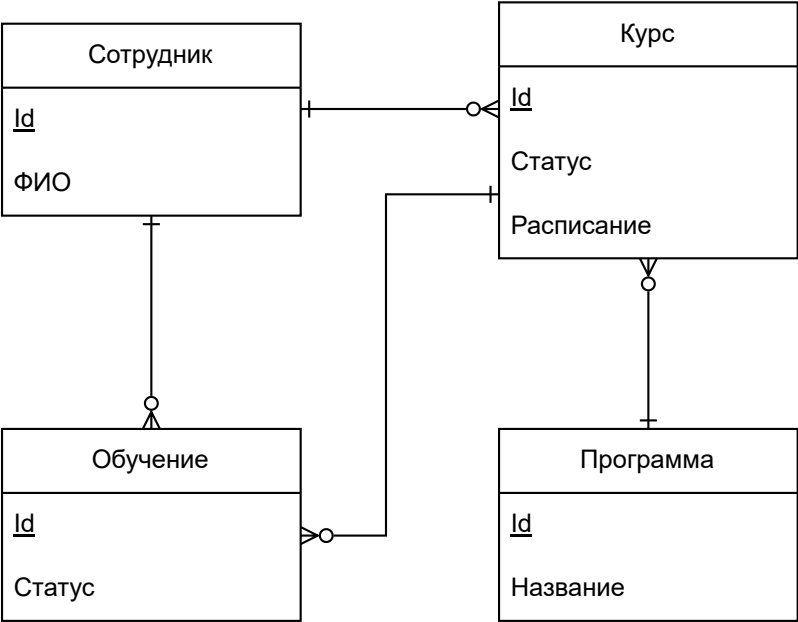 Сотрудник
Id
ФИО
Курс
Id
Статус
Расписание
Обучение
Id
Статус
Программа
Id
Название